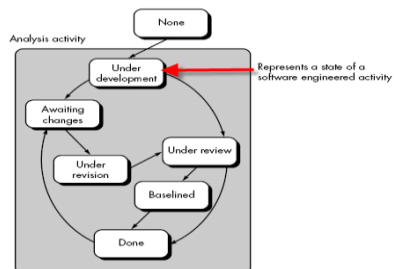 None
Analysis activity
Under
development
Represents a state of a
software engineered activity
Awaiting
changes
Under review
Under
revision
Baselined
Done